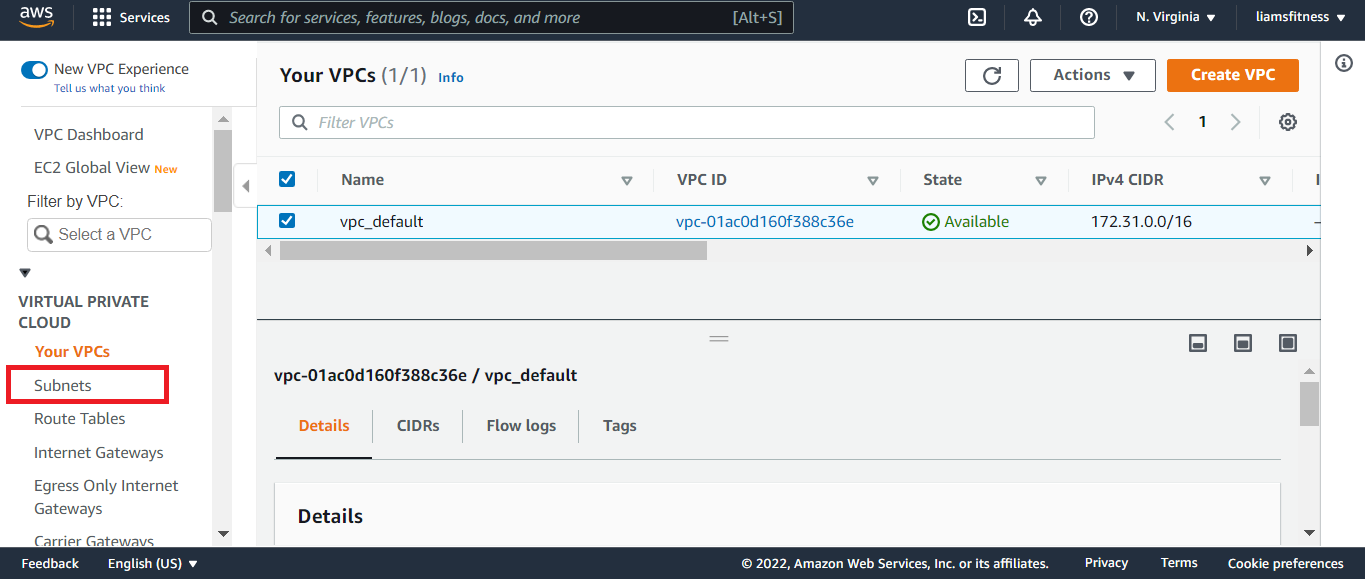 aws
Services
Search for services, features, blogs, docs, and more
[Alt+S]
N. Virginia
liamsfitness
New VPC Experience
Tell us what you think
VPC Dashboard
EC2 Global View New
Filter by VPC:
Select a VPC
VIRTUAL PRIVATE
CLOUD
Your VPCs
Subnets
Route Tables
Internet Gateways
Egress Only Internet
Gateways
Carrier Gateways
Your VPCs (1/1) Info
Actions
Create VPC
Filter VPCs
1
Name
VPC ID
State
IPv4 CIDR
vpc_default
vpc-01ac0d160f388c36e
Available
172.31.0.0/16
–
vpc-01ac0d160f388c36e / vpc_default
Details
CIDRs
Flow logs
Tags
Details
Feedback
English (US)
© 2022, Amazon Web Services, Inc. or its affiliates.
Privacy
Terms
Cookie preferences